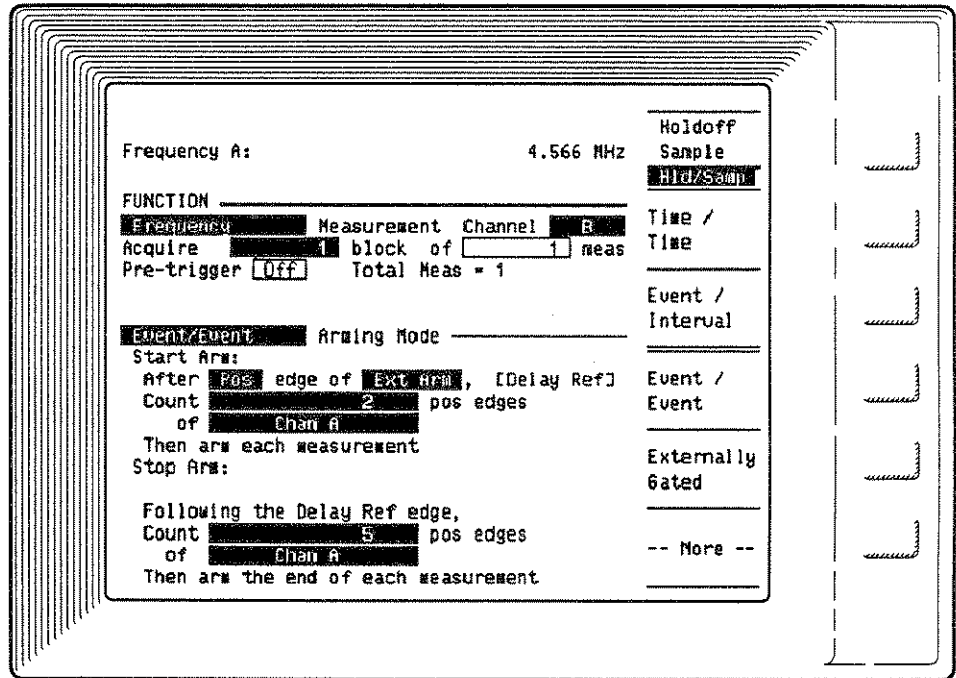 Frequency A: 4.566 MHz
FUNCTION
Frequency Measurement Channel B
Acquire 1 block of 1 meas
Pre-trigger Off Total Meas = 1
Event/Event Arming Mode
Start Arm:
After Pos edge of Ext Arm, [Delay Ref]
Count 2 pos edges
of Chan A
Then arm each measurement
Stop Arm:
Following the Delay Ref edge,
Count 5 pos edges
of Chan A
Then arm the end of each measurement
Holdoff
Sample
Hld/Samp
Time /
Time
Event /
Interval
Event /
Event
Externally
Gated
-- More --